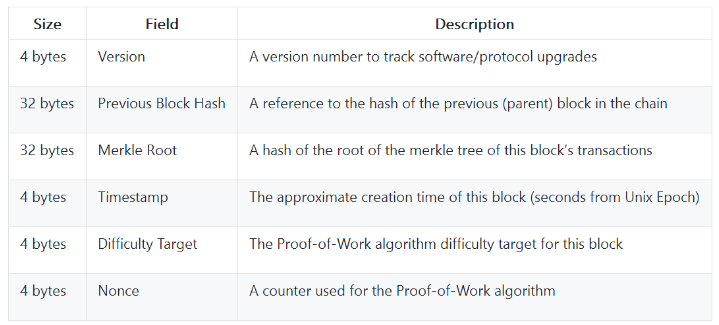 Size Field Description
4 bytes Version A version number to track software/protocol upgrades
32 bytes Previous Block Hash A reference to the hash of the previous (parent) block in the chain
32 bytes Merkle Root A hash of the root of the merkle tree of this block’s transactions
4 bytes Timestamp The approximate creation time of this block (seconds from Unix Epoch)
4 bytes Difficulty Target The Proof-of-Work algorithm difficulty target for this block
4 bytes Nonce A counter used for the Proof-of-Work algorithm